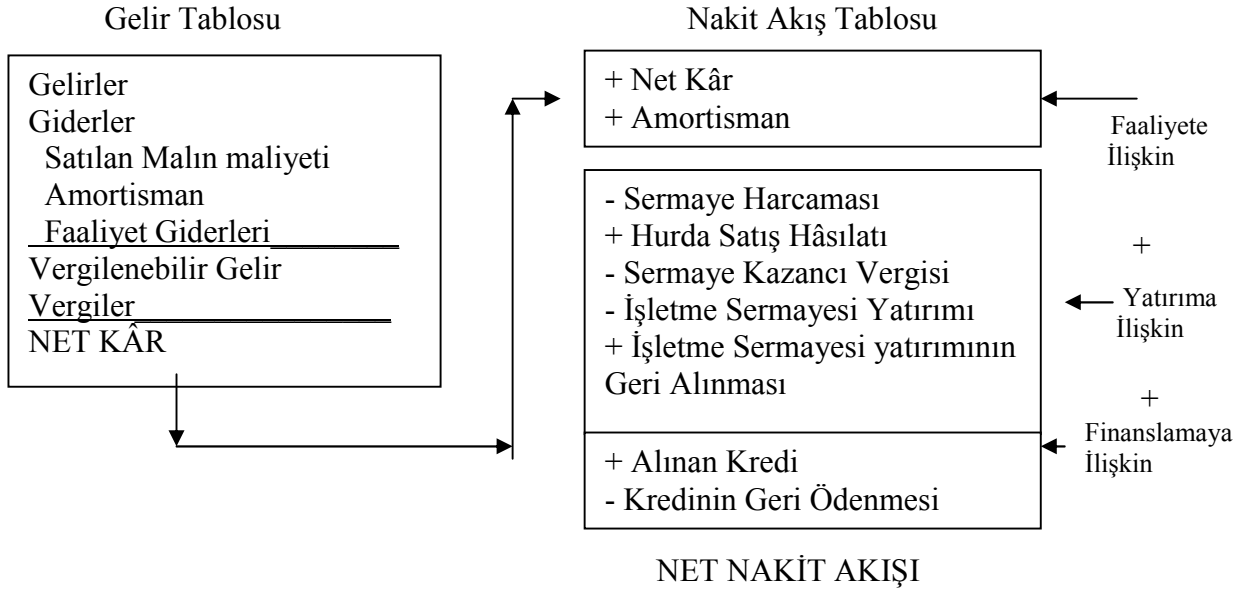 Gelir Tablosu
Gelirler
Giderler
Satılan Malın maliyeti
Amortisman
Faaliyet Giderleri
Vergilenebilir Gelir
Vergiler
NET KÂR
Nakit Akış Tablosu
+ Net Kâr
+ Amortisman
- Sermaye Harcaması
+ Hurda Satış Hâsılatı
- Sermaye Kazancı Vergisi
- İşletme Sermayesi Yatırımı
+ İşletme Sermayesi yatırımının
Geri Alınması
+ Alınan Kredi
- Kredinin Geri Ödenmesi
NET NAKİT AKIŞI
Faaliyete
İlişkin
+
Yatırıma
İlişkin
+
Finanslamaya
İlişkin